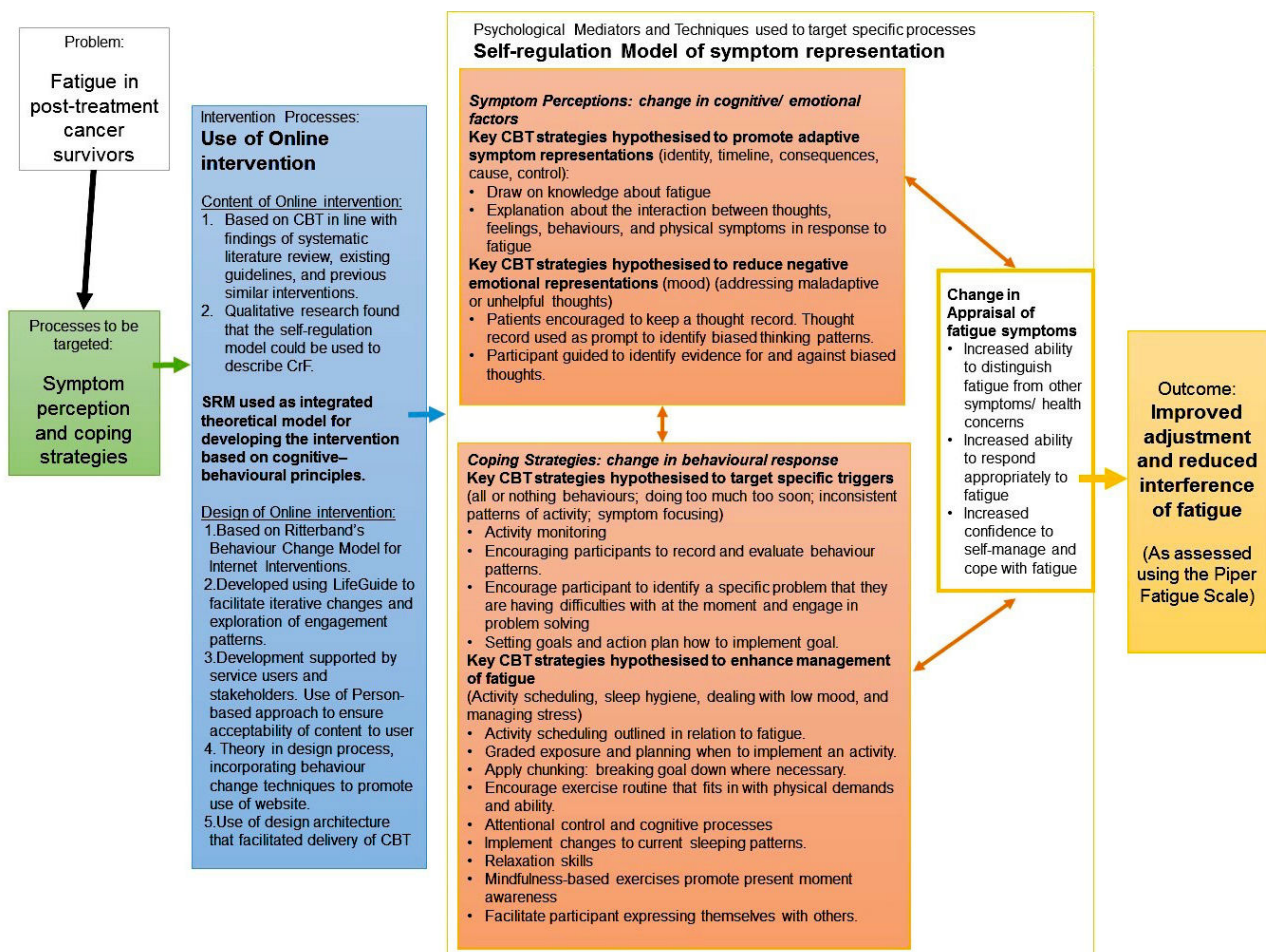 Problem:
Fatigue in
post-treatment
cancer
survivors
Processes to be
targeted:
Symptom
perception
and coping
strategies
Intervention Processes:
Use of Online
intervention
Content of Online intervention:
1. Based on CBT in line with
findings of systematic
literature review, existing
guidelines, and previous
similar interventions.
2. Qualitative research found
that the self-regulation
model could be used to
describe CrF.
SRM used as integrated
theoretical model for
developing the intervention
based on cognitive–
behavioural principles.
Design of Online intervention:
1.Based on Ritterband's
Behaviour Change Model for
Internet Interventions.
2.Developed using LifeGuide to
facilitate iterative changes and
exploration of engagement
patterns.
3.Development supported by
service users and
stakeholders. Use of Person-
based approach to ensure
acceptability of content to user
4. Theory in design process,
incorporating behaviour
change techniques to promote
use of website.
5.Use of design architecture
that facilitated delivery of CBT
Psychological Mediators and Techniques used to target specific processes
Self-regulation Model of symptom representation
Symptom Perceptions: change in cognitive/ emotional
factors
Key CBT strategies hypothesised to promote adaptive
symptom representations (identity, timeline, consequences,
cause, control):
• Draw on knowledge about fatigue
• Explanation about the interaction between thoughts,
feelings, behaviours, and physical symptoms in response to
fatigue
Key CBT strategies hypothesised to reduce negative
emotional representations (mood) (addressing maladaptive
or unhelpful thoughts)
• Patients encouraged to keep a thought record. Thought
record used as prompt to identify biased thinking patterns.
• Participant guided to identify evidence for and against biased
thoughts.
Coping Strategies: change in behavioural response
Key CBT strategies hypothesised to target specific triggers
(all or nothing behaviours; doing too much too soon; inconsistent
patterns of activity; symptom focusing)
• Activity monitoring
• Encouraging participants to record and evaluate behaviour
patterns.
• Encourage participant to identify a specific problem that they
are having difficulties with at the moment and engage in
problem solving
• Setting goals and action plan how to implement goal.
Key CBT strategies hypothesised to enhance management
of fatigue
(Activity scheduling, sleep hygiene, dealing with low mood, and
managing stress)
• Activity scheduling outlined in relation to fatigue.
• Graded exposure and planning when to implement an activity.
• Apply chunking: breaking goal down where necessary.
• Encourage exercise routine that fits in with physical demands
and ability.
• Attentional control and cognitive processes
• Implement changes to current sleeping patterns.
• Relaxation skills
• Mindfulness-based exercises promote present moment
awareness
• Facilitate participant expressing themselves with others.
Change in
Appraisal of
fatigue symptoms
• Increased ability
to distinguish
fatigue from other
symptoms/ health
concerns
• Increased ability
to respond
appropriately to
fatigue
• Increased
confidence to
self-manage and
cope with fatigue
Outcome:
Improved
adjustment
and reduced
interference
of fatigue
(As assessed
using the Piper
Fatigue Scale)